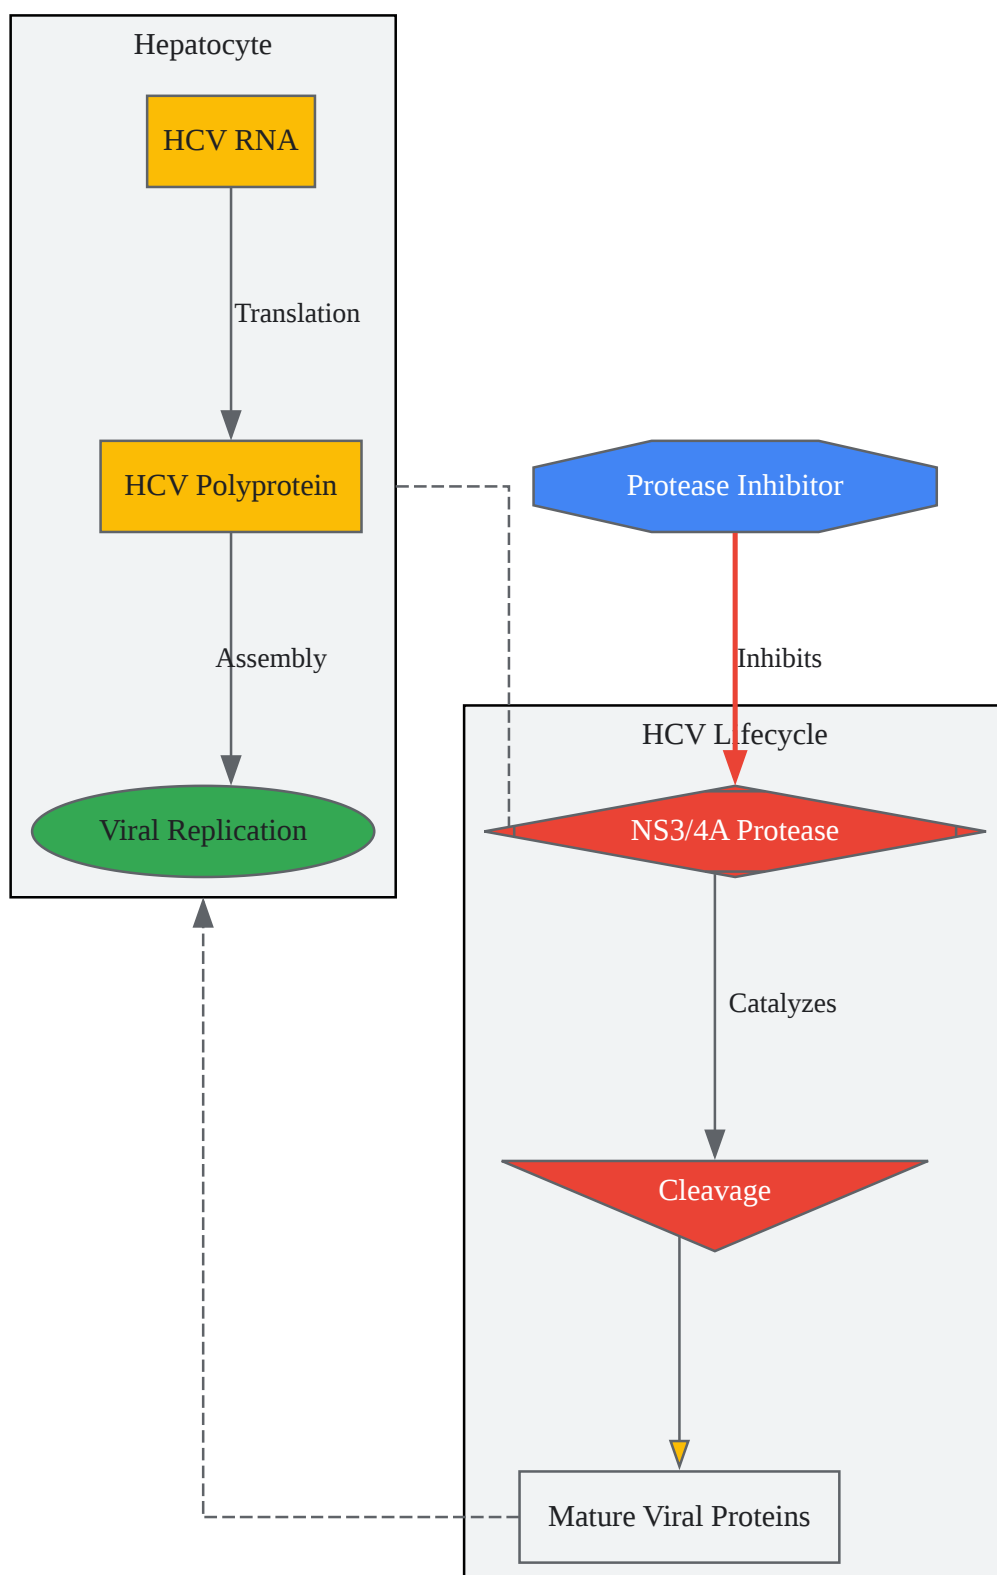 Hepatocyte
HCV RNA
Translation
HCV Polyprotein
Protease Inhibitor
Assembly
Inhibits
HCV Lifecycle
Viral Replication
NS3/4A Protease
Catalyzes
Cleavage
Mature Viral Proteins